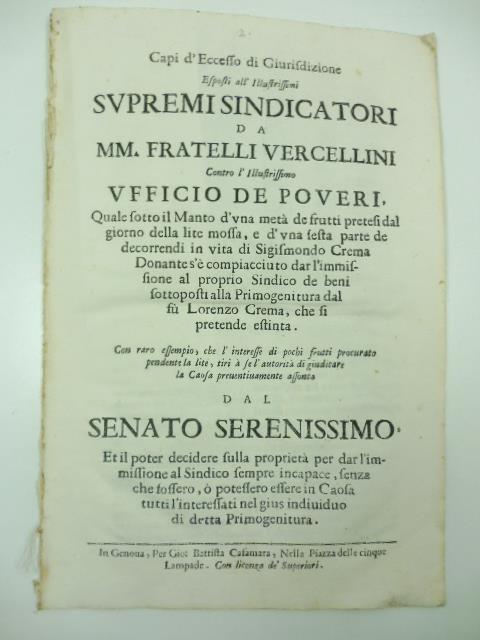 2.
Capi d'Eccesso di Giurisdizione
Esposti all' Illustrissimi
SVPREMI SINDICATORI
DA
MM. FRATELLI VERCELLINI
Contro l'Illustrissimo
VFFICIO DE POVERI,
Quale sotto il Manto d'vna metà de frutti pretesi dal
giorno della lite mossa, e d'vna sesta parte de
decorrendi in vita di Sigismondo Crema
Donante s'è compiacciuto dar l'immis-
sione al proprio Sindico de beni
sottoposti alla Primogenitura dal
fù Lorenzo Crema, che si
pretende estinta.
Con raro essempio, che l'interesse di pochi frutti procurato
pendente la lite, tiri à se l'autorità di giudicare
la Caosa preuentiuamente assonta
DAL
SENATO SERENISSIMO.
Et il poter decidere sulla proprietà per dar l'im-
missione al Sindico sempre incapace, senza
che fossero, ò potessero essere in Caosa
tutti l'interessati nel gius indiuiduo
di detta Primogenitura.
In Genoua, Per Gio: Battista Casamara, Nella Piazza delle cinque
Lampade. Con licenza de' Superiori.